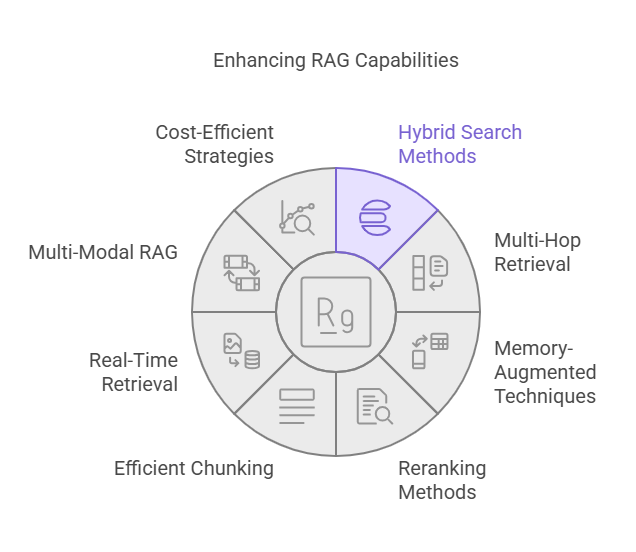 Enhancing RAG Capabilities
Cost-Efficient
Strategies
Hybrid Search
Methods
Multi-Modal RAG
Multi-Hop
Retrieval
Rg
Real-Time
Retrieval
Memory-
Augmented
Techniques
Efficient Chunking
Reranking
Methods